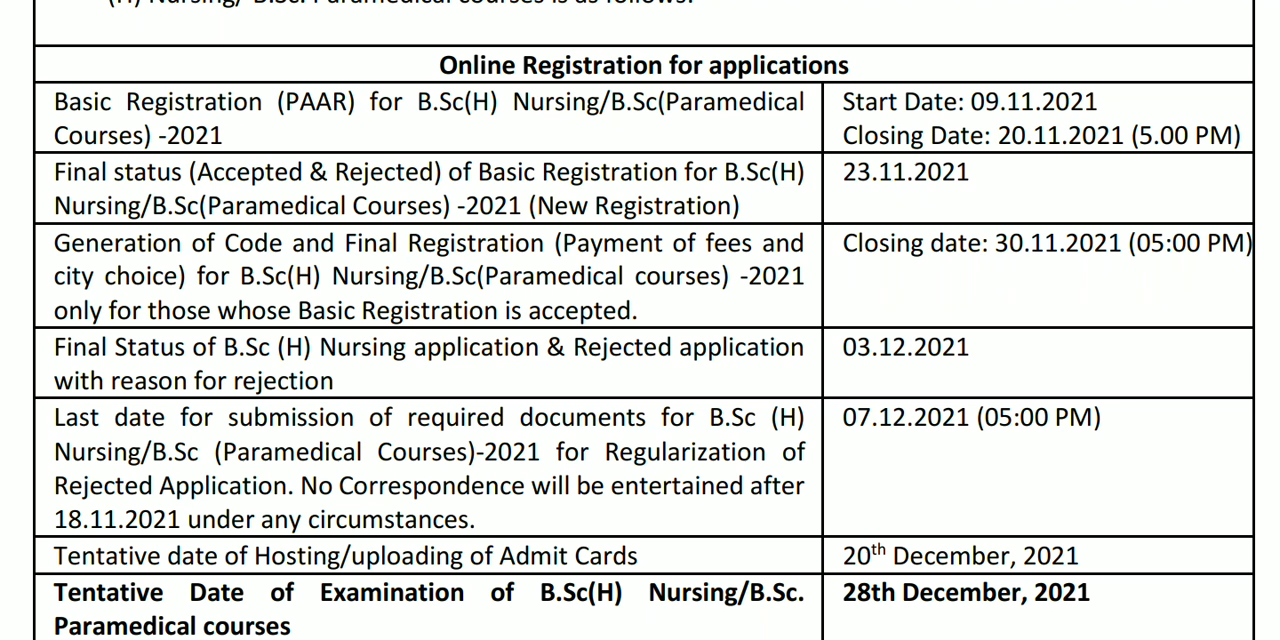 (H) Nursing/ B.Sc. Paramedical courses is as follows:
Online Registration for applications
Basic Registration (PAAR) for B.Sc(H) Nursing/B.Sc(Paramedical
Courses) -2021
Start Date: 09.11.2021
Closing Date: 20.11.2021 (5.00 PM)
Final status (Accepted & Rejected) of Basic Registration for B.Sc(H)
Nursing/B.Sc(Paramedical Courses) -2021 (New Registration)
23.11.2021
Generation of Code and Final Registration (Payment of fees and
city choice) for B.Sc(H) Nursing/B.Sc(Paramedical courses) -2021
only for those whose Basic Registration is accepted.
Closing date: 30.11.2021 (05:00 PM)
Final Status of B.Sc (H) Nursing application & Rejected application
with reason for rejection
03.12.2021
Last date for submission of required documents for B.Sc (H)
Nursing/B.Sc (Paramedical Courses)-2021 for Regularization of
Rejected Application. No Correspondence will be entertained after
18.11.2021 under any circumstances.
07.12.2021 (05:00 PM)
Tentative date of Hosting/uploading of Admit Cards
20th December, 2021
Tentative Date of Examination of B.Sc(H) Nursing/B.Sc.
Paramedical courses
28th December, 2021